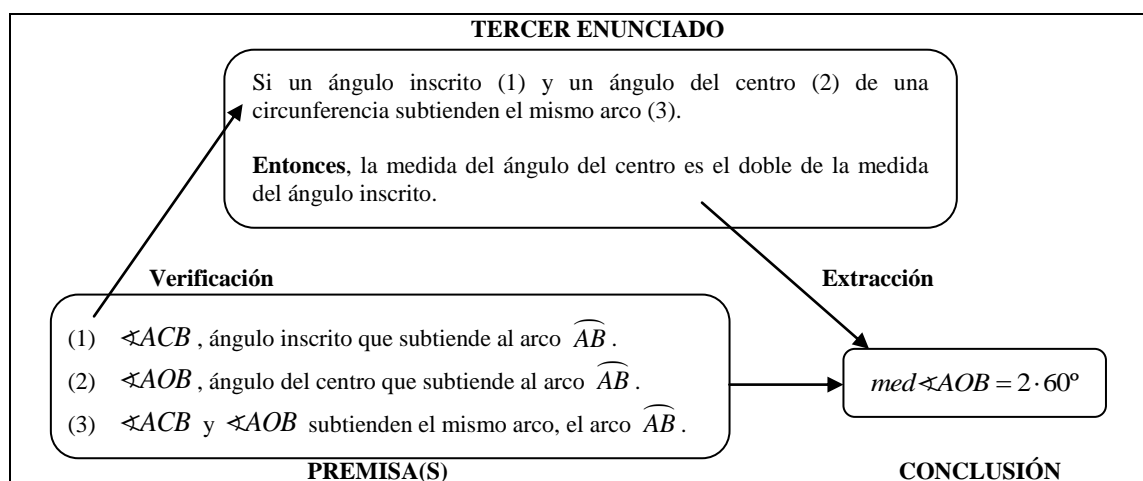 TERCER ENUNCIADO
Si un ángulo inscrito (1) y un ángulo del centro (2) de una
circunferencia subtienden el mismo arco (3).
Entonces, la medida del ángulo del centro es el doble de la medida
del ángulo inscrito.
Verificación
Extracción
(1) ∢ACB , ángulo inscrito que subtiende al arco \widehat{AB} .
(2) ∢AOB , ángulo del centro que subtiende al arco \widehat{AB} .
(3) ∢ACB y ∢AOB subtienden el mismo arco, el arco \widehat{AB} .
med∢AOB = 2·60º
PREMISA(S)
CONCLUSIÓN